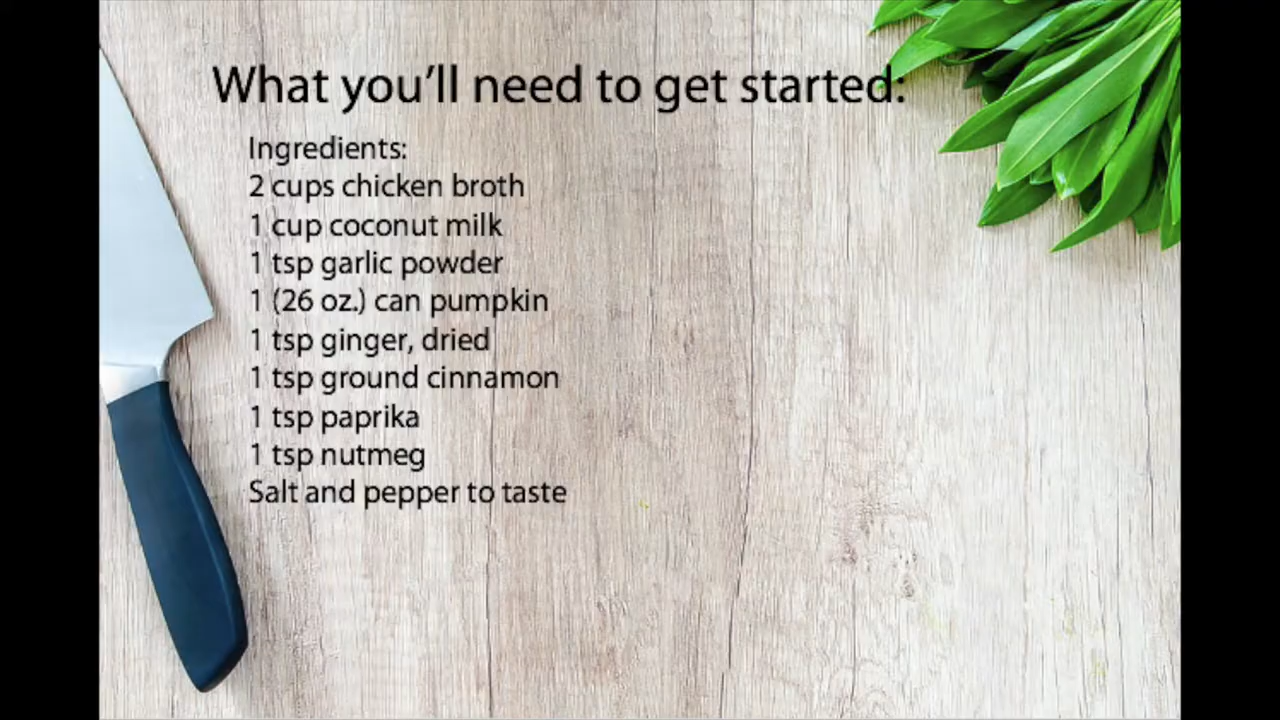 What you’ll need to get started:
Ingredients:
2 cups chicken broth
1 cup coconut milk
1 tsp garlic powder
1 (26 oz.) can pumpkin
1 tsp ginger, dried
1 tsp ground cinnamon
1 tsp paprika
1 tsp nutmeg
Salt and pepper to taste